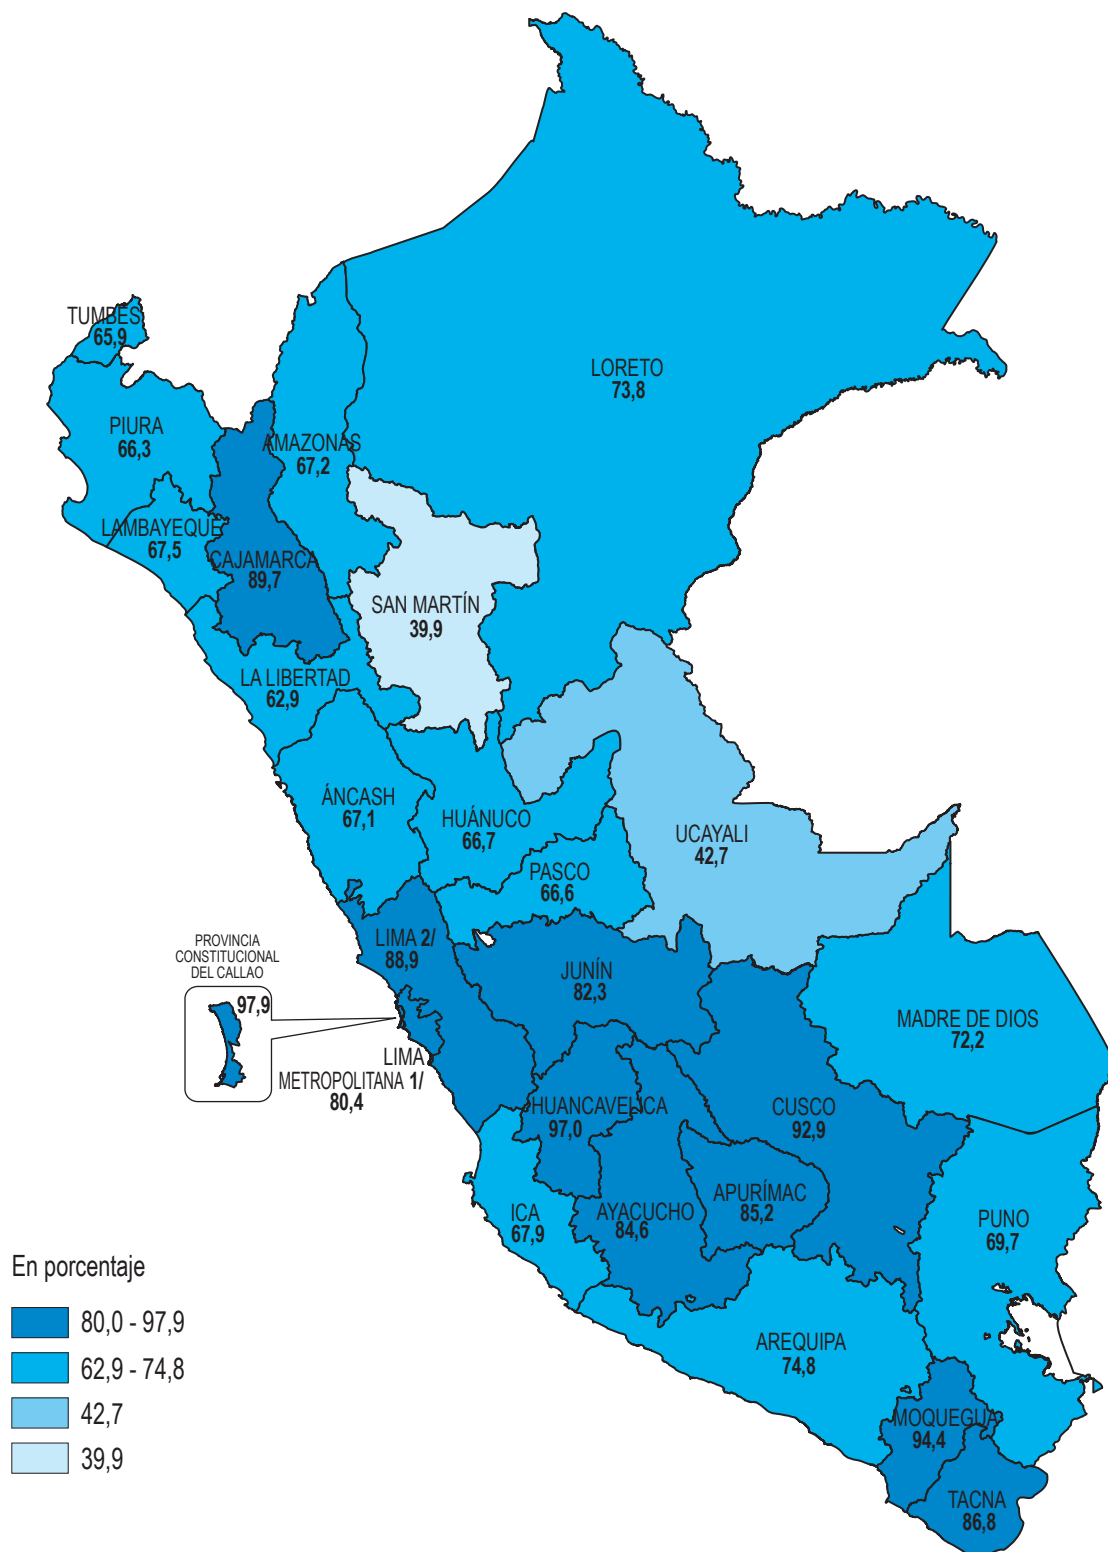 TUMBES
65,9
PIURA
66,3
LAMBAYEQUE
67,5
CAJAMARCA
89,7
AMAZONAS
67,2
LORETO
73,8
SAN MARTÍN
39,9
LA LIBERTAD
62,9
ÁNCASH
67,1
HUÁNUCO
66,7
PASCO
66,6
UCAYALI
42,7
LIMA 2/
88,9
JUNÍN
82,3
PROVINCIA
CONSTITUCIONAL
DEL CALLAO
97,9
LIMA
METROPOLITANA 1/
80,4
MADRE DE DIOS
72,2
HUANCAVELICA
97,0
CUSCO
92,9
AYACUCHO
84,6
APURÍMAC
85,2
ICA
67,9
PUNO
69,7
AREQUIPA
74,8
MOQUEGUA
94,4
TACNA
86,8
En porcentaje
80,0 - 97,9
62,9 - 74,8
42,7
39,9